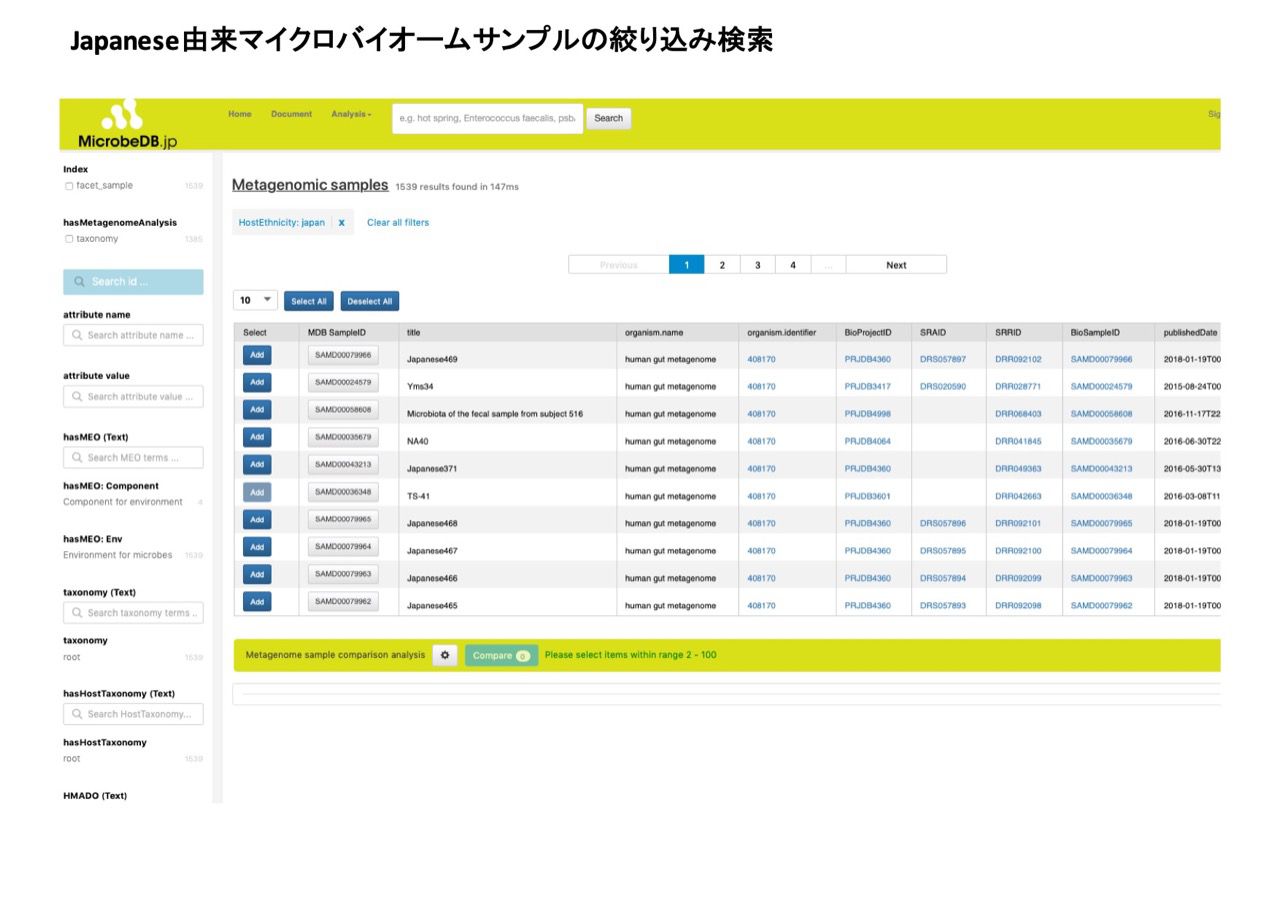 Japanese由来マイクロバイオームサンプルの絞り込み検索
MicrobeDB.jp
Home Document Analysis e.g. hot spring, Enterococcus faecalis, psb, Search Sig
Index
facet_sample 1539
hasMetagenomeAnalysis
taxonomy 1385
Search id ...
attribute name
Search attribute name ...
attribute value
Search attribute value ...
hasMEO (Text)
Search MEO terms ...
hasMEO: Component
Component for environment 4
hasMEO: Env
Environment for microbes 1539
taxonomy (Text)
Search taxonomy terms ..
taxonomy
root 1539
hasHostTaxonomy (Text)
Search HostTaxonomy...
hasHostTaxonomy
root 1539
HMADO (Text)
Metagenomic samples 1539 results found in 147ms
HostEthnicity: japan x Clear all filters
Previous 1 2 3 4 ... Next
10 Select All Deselect All
Select MDB SampleID title organism.name organism.identifier BioProjectID SRAID SRRID BioSampleID publishedDate
Add SAMD00079966 Japanese469 human gut metagenome 408170 PRJDB4360 DRS057897 DRR092102 SAMD00079966 2018-01-19T00
Add SAMD00024579 Yms34 human gut metagenome 408170 PRJDB3417 DRS020590 DRR028771 SAMD00024579 2015-08-24T00
Add SAMD00058608 Microbiota of the fecal sample from subject 516 human gut metagenome 408170 PRJDB4998 DRR068403 SAMD00058608 2016-11-17T22
Add SAMD00035679 NA40 human gut metagenome 408170 PRJDB4064 DRR041845 SAMD00035679 2016-06-30T22
Add SAMD00043213 Japanese371 human gut metagenome 408170 PRJDB4360 DRR049363 SAMD00043213 2016-05-30T13
Add SAMD00036348 TS-41 human gut metagenome 408170 PRJDB3601 DRR042663 SAMD00036348 2016-03-08T11
Add SAMD00079965 Japanese468 human gut metagenome 408170 PRJDB4360 DRS057896 DRR092101 SAMD00079965 2018-01-19T00
Add SAMD00079964 Japanese467 human gut metagenome 408170 PRJDB4360 DRS057895 DRR092100 SAMD00079964 2018-01-19T00
Add SAMD00079963 Japanese466 human gut metagenome 408170 PRJDB4360 DRS057894 DRR092099 SAMD00079963 2018-01-19T00
Add SAMD00079962 Japanese465 human gut metagenome 408170 PRJDB4360 DRS057893 DRR092098 SAMD00079962 2018-01-19T00
Metagenome sample comparison analysis Compare 0 Please select items within range 2 - 100